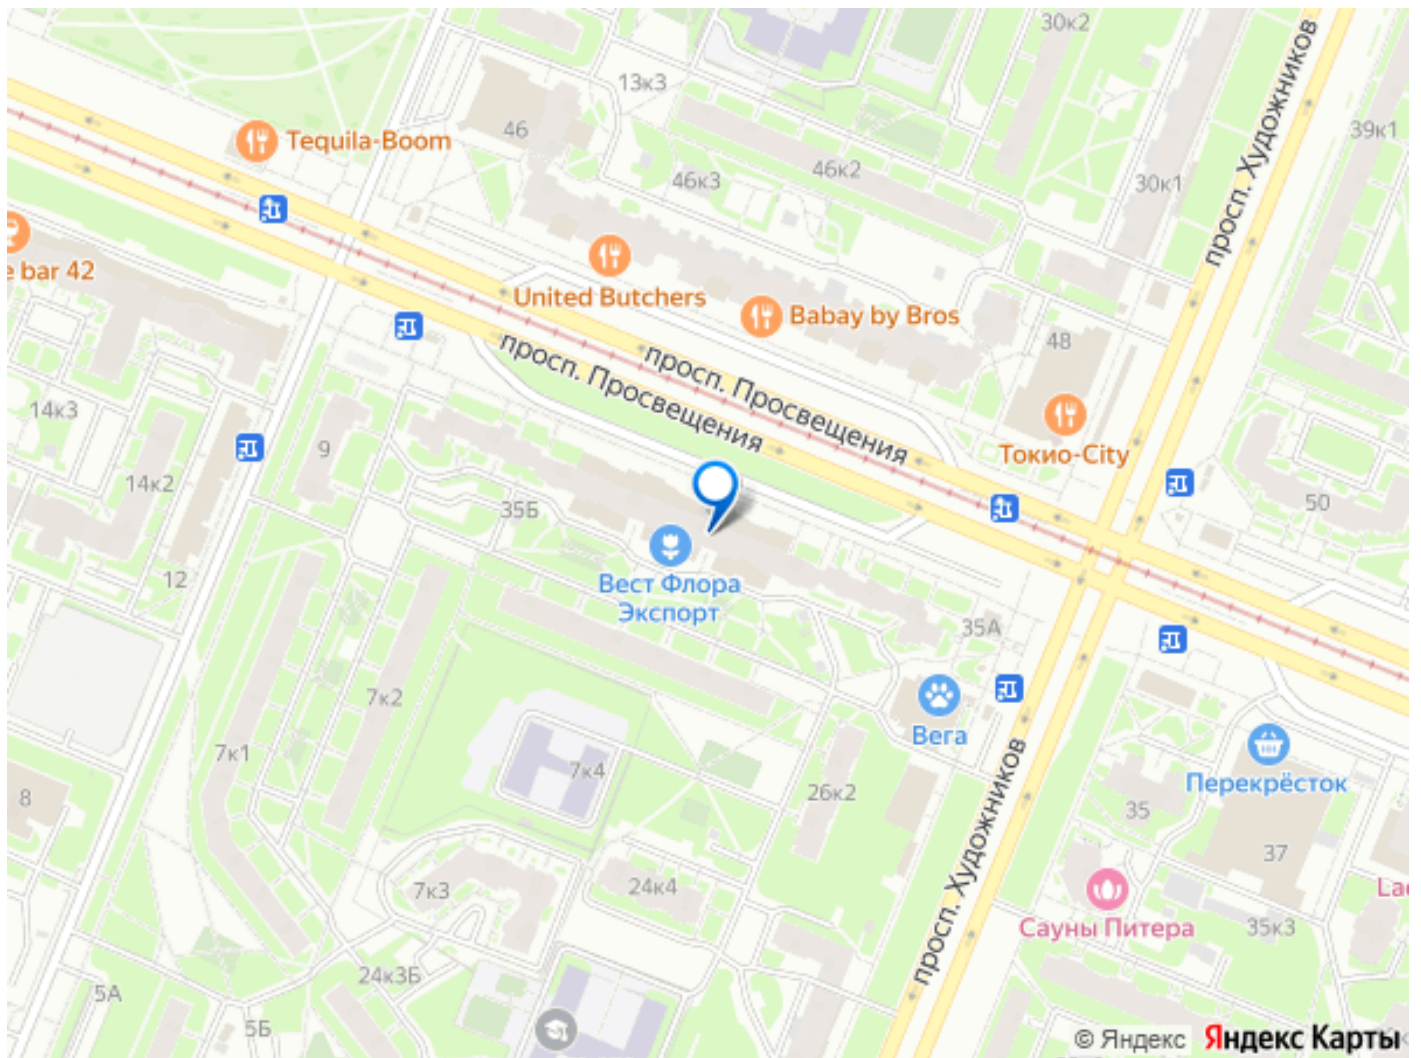 30к2
просп. Художников
13к3
39к1
46
Tequila-Boom
46к2
46к3
30к1
e bar 42
United Butchers
Babay by Bros
48
просп. Просвещения
просп. Просвещения
14к3
9
Токио-City
14к2
35Б
50
12
Вест Флора
Экспорт
35А
7к2
Вега
7к1
7к4
просп. Художников
Перекрёсток
26к2
8
35
37
7к3
24к4
Lac
Сауны Питера
35к3
24к3Б
5А
5Б
© Яндекс
Яндекс Карты